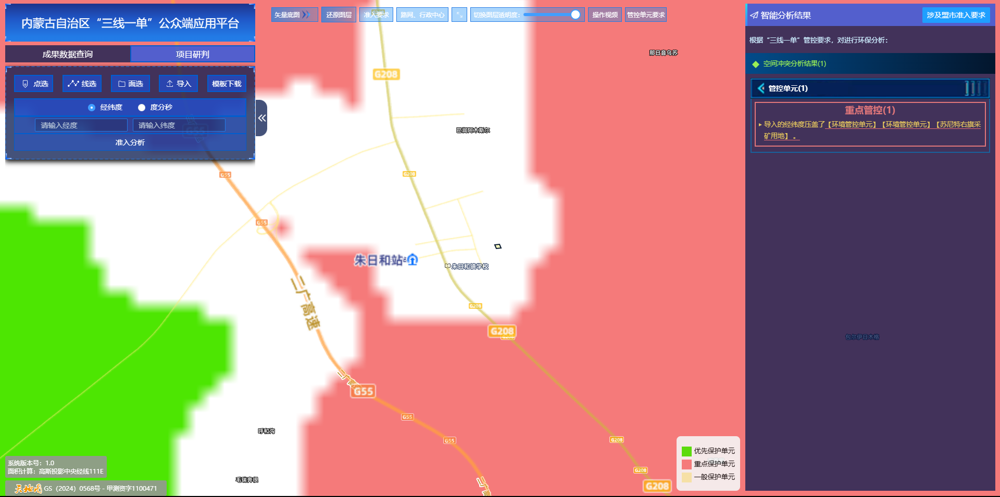 内蒙古自治区“三线一单”公众端应用平台
成果数据查询
项目研判
点选
线选
面选
导入
模板下载
经纬度
度分秒
请输入经度
请输入纬度
准入分析
矢量底图
还原图层
准入要求
路网、行政中心
切换图层透明度:
操作视频
管控单元要求
智能分析结果
涉及盟市准入要求
根据“三线一单”管控要求，对进行环保分析:
空间冲突分析结果(1)
管控单元(1)
重点管控(1)
导入的经纬度压盖了【环境管控单元】【环境管控单元】【苏尼特右旗采
矿用地】 。
G208
那日音乌苏
巴润阿木斯尔
G55
G55
G208
G55
朱日和站
朱日和镇学校
二广高速
G208
G208
G208
包尔伊日木格
二广高
G55
G55
G55
呼和沟
毛瑞奔很
G208
G208
G208
二广高
优先保护单元
重点保护单元
一般保护单元
系统版本号：1.0
面积计算：高斯投影中央经线111E
天地图 GS（2024）0568号 - 甲测资字1100471